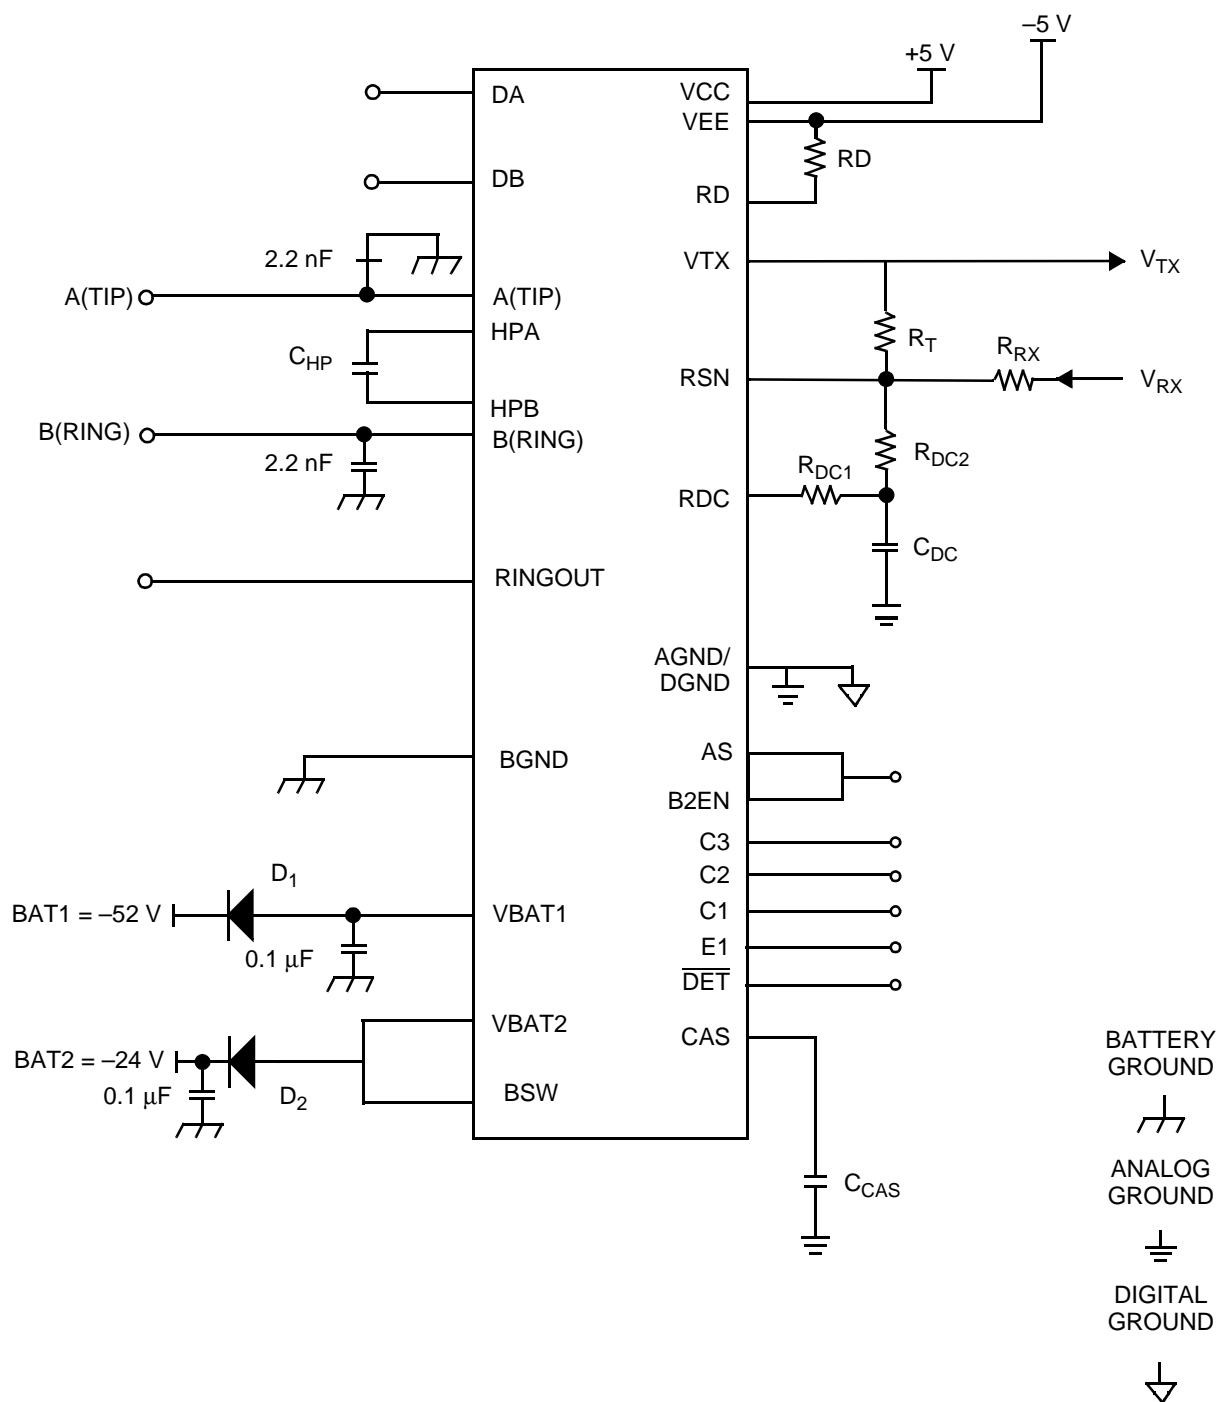 –5 V
+5 V
DA
VCC
VEE
RD
DB
RD
2.2 nF
VTX
VTX
A(TIP)
A(TIP)
HPA
RT
RRX
CHP
RSN
VRX
HPB
B(RING)
B(RING)
2.2 nF
RDC1
RDC2
RDC
CDC
RINGOUT
AGND/
DGND
BGND
AS
B2EN
C3
D1
C2
BAT1 = –52 V
VBAT1
C1
0.1 μF
E1
DET
VBAT2
CAS
BAT2 = –24 V
0.1 μF
D2
BSW
CCAS
BATTERY
GROUND
ANALOG
GROUND
DIGITAL
GROUND